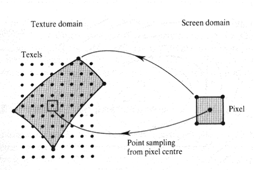 Texture domain
Screen domain
Texels
Pixel
Point sampling
from pixel centre